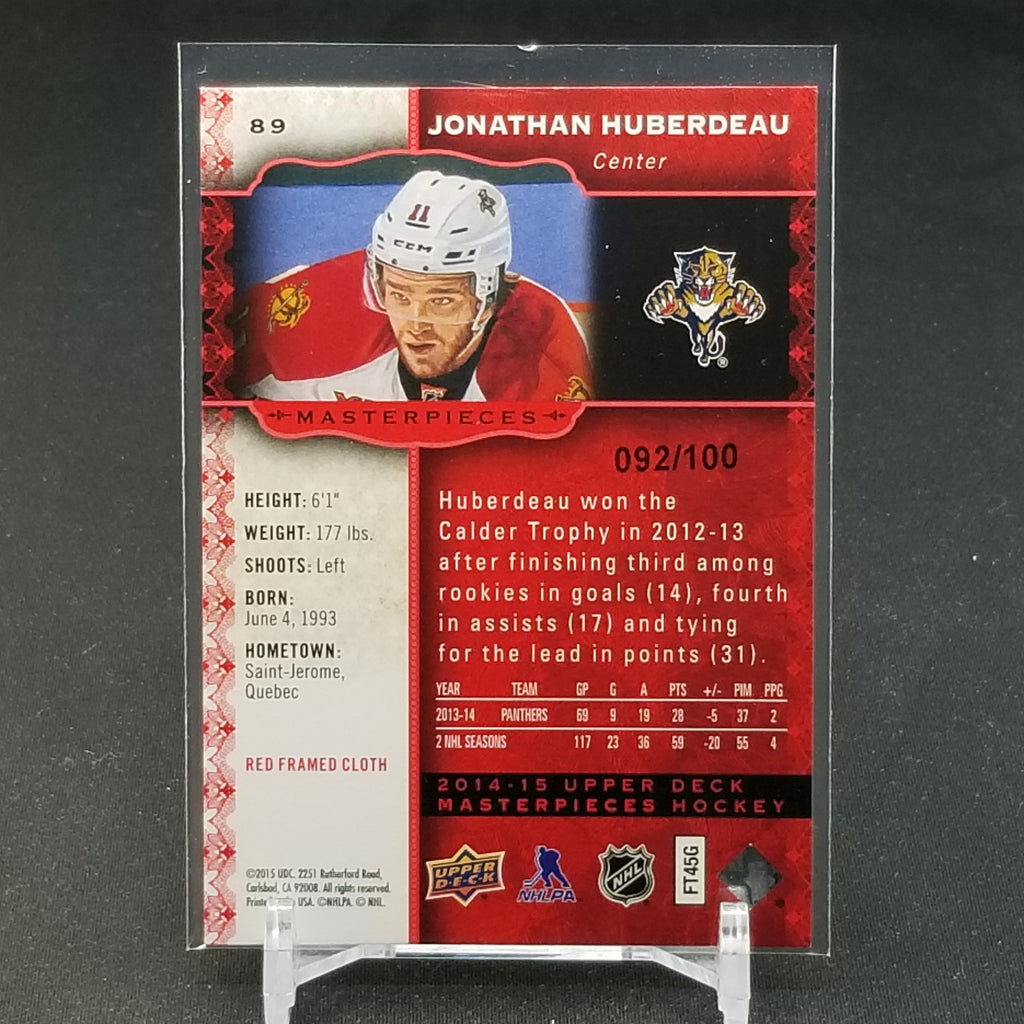 89
JONATHAN HUBERDEAU
Center
11
CCM
MASTERPIECES
092/100
HEIGHT: 6'1"
WEIGHT: 177 lbs.
SHOOTS: Left
BORN:
June 4, 1993
HOMETOWN:
Saint-Jerome,
Quebec
RED FRAMED CLOTH
Huberdeau won the
Calder Trophy in 2012-13
after finishing third among
rookies in goals (14), fourth
in assists (17) and tying
for the lead in points (31).
YEAR TEAM GP G A PTS +/- PIM PPG
2013-14 PANTHERS 69 9 19 28 -5 37 2
2 NHL SEASONS 117 23 36 59 -20 55 4
2014-15 UPPER DECK
MASTERPIECES HOCKEY
©2015 UDC. 2251 Rutherford Road,
Carlsbad, CA 92008. All rights reserved.
USA. ©NHLPA. © NHL.
UPPER
D·E·C·K
NHLPA
NHL
FT45G
®
®